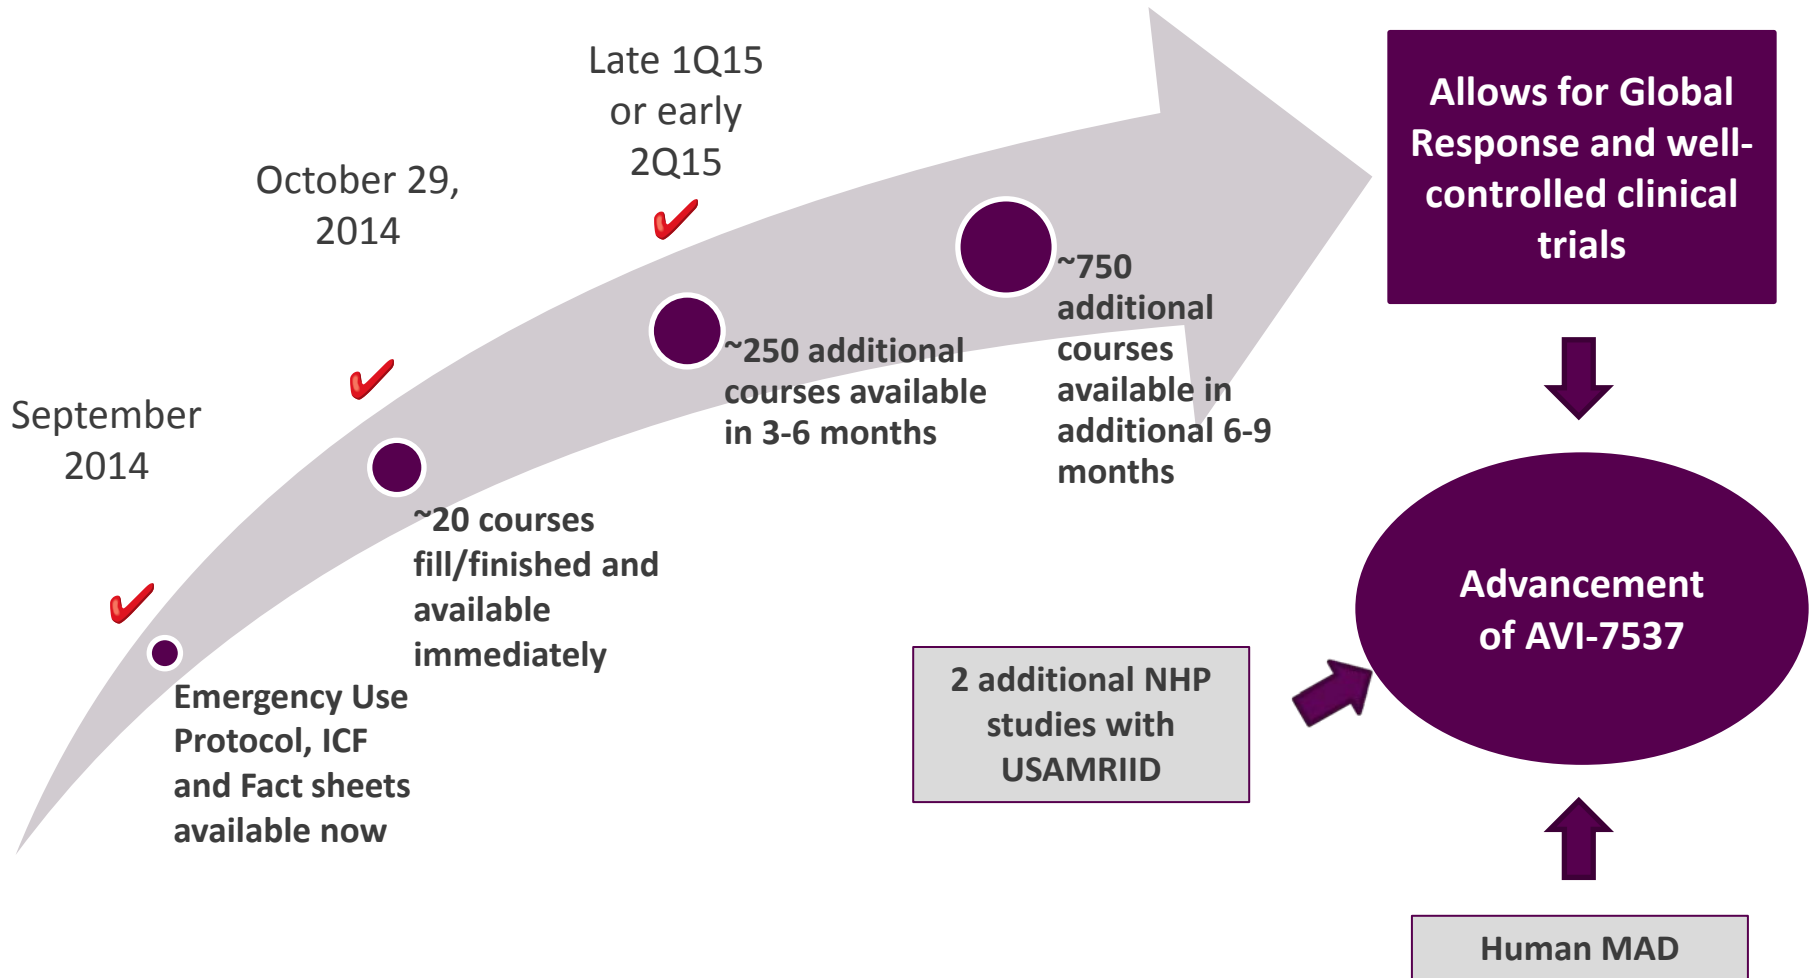 September
2014
Emergency Use
Protocol, ICF
and Fact sheets
available now
October 29,
2014
~20 courses
fill/finished and
available
immediately
Late 1Q15
or early
2Q15
~250 additional
courses available
in 3-6 months
~750
additional
courses
available in
additional 6-9
months
Allows for Global
Response and well-
controlled clinical
trials
Advancement
of AVI-7537
2 additional NHP
studies with
USAMRIID
Human MAD